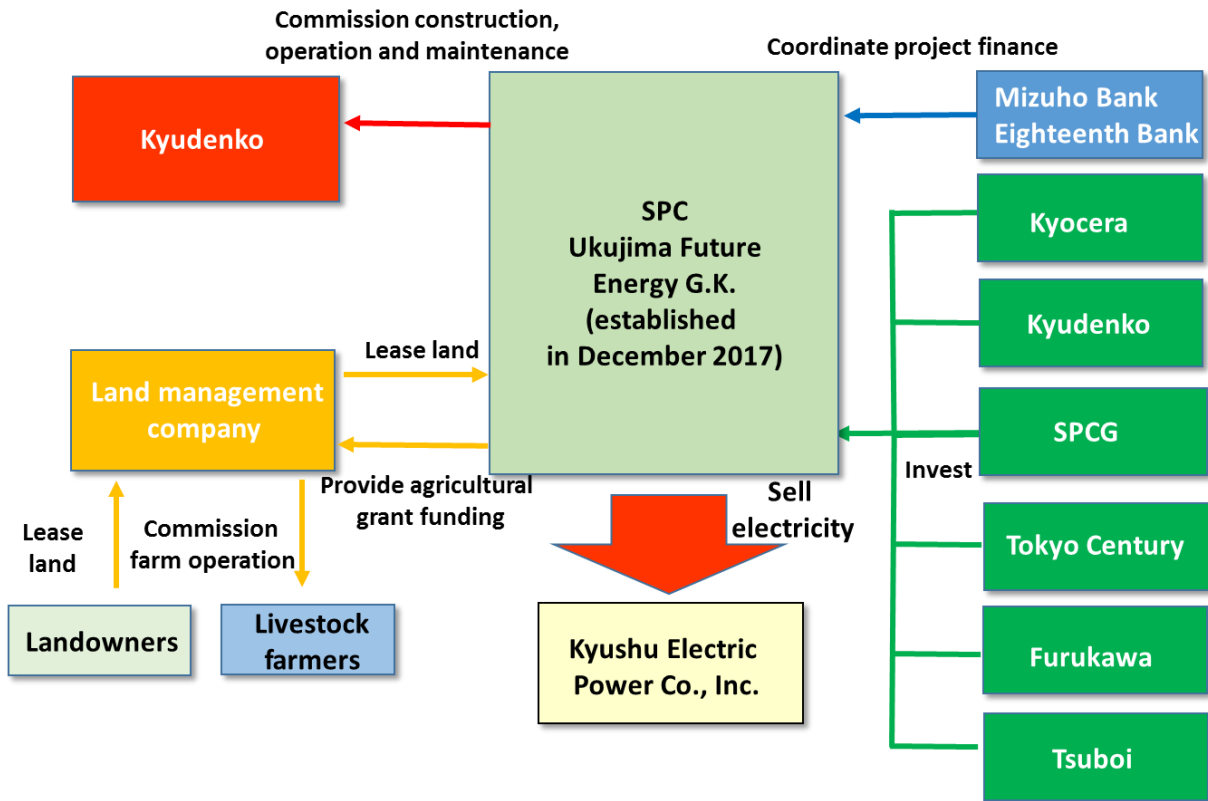 Commission construction,
operation and maintenance
Coordinate project finance
Kyudenko
SPC
Ukujima Future
Energy G.K.
(established
in December 2017)
Mizuho Bank
Eighteenth Bank
Kyocera
Kyudenko
SPCG
Invest
Tokyo Century
Furukawa
Tsuboi
Lease land
Land management
company
Provide agricultural
grant funding
Sell
electricity
Lease
land
Commission
farm operation
Landowners
Livestock
farmers
Kyushu Electric
Power Co., Inc.